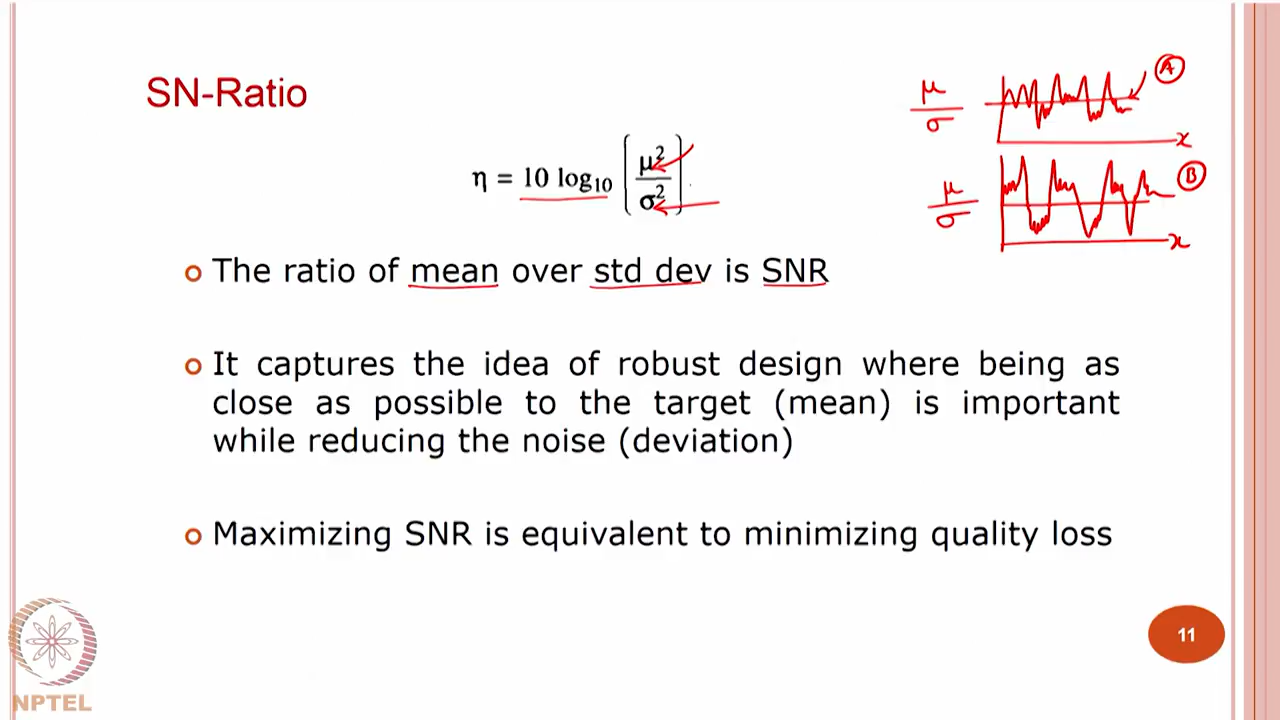 SN-Ratio
η = 10 log10 [μ² / σ²]
μ / σ
A
x
μ / σ
B
x
The ratio of mean over std dev is SNR
It captures the idea of robust design where being as
close as possible to the target (mean) is important
while reducing the noise (deviation)
Maximizing SNR is equivalent to minimizing quality loss
11
NPTEL